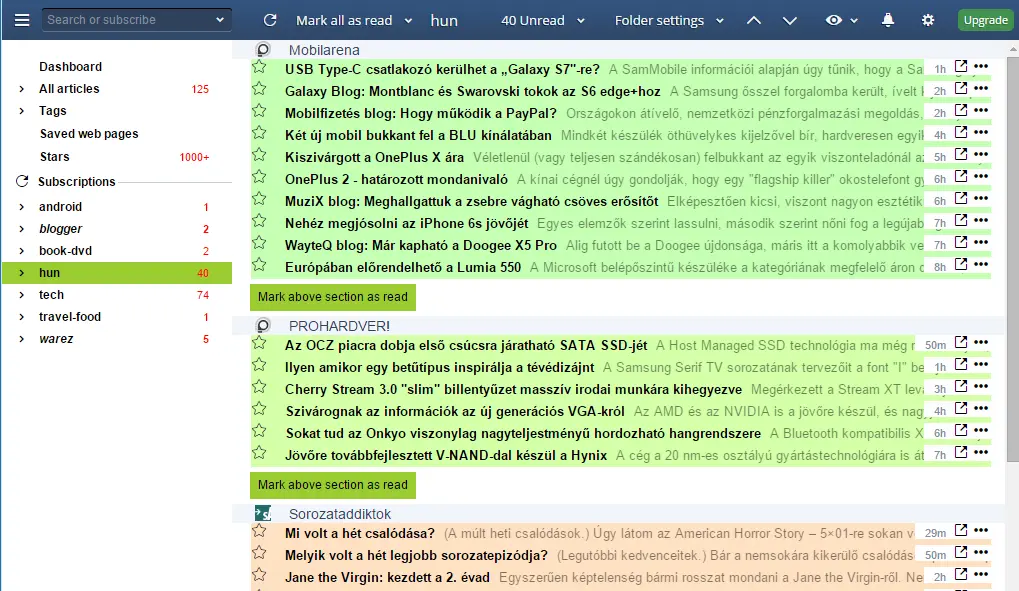 Search or subscribe
Mark all as read
hun
40 Unread
Folder settings
Upgrade
Dashboard
All articles 125
Tags
Saved web pages
Stars 1000+
Subscriptions
android 1
blogger 2
book-dvd 2
hun 40
tech 74
travel-food 1
warez 5
Mobilarena
USB Type-C csatlakozó kerülhet a „Galaxy S7"-re? A SamMobile információi alapján úgy tűnik, hogy a Sa 1h
Galaxy Blog: Montblanc és Swarovski tokok az S6 edge+hoz A Samsung ősszel forgalomba került, ívelt k 2h
Mobilfizetés blog: Hogy működik a PayPal? Országokon átívelő, nemzetközi pénzforgalmazási megoldás, 2h
Két új mobil bukkant fel a BLU kínálatában Mindkét készülék öthüvelykes kijelzővel bír, hardveresen egyik 4h
Kiszivárgott a OnePlus X ára Véletlenül (vagy teljesen szándékosan) felbukkant az egyik viszonteladónál az 5h
OnePlus 2 - határozott mondanivaló A kínai cégnél úgy gondolják, hogy egy "flagship killer" okostelefont gy 6h
MuziX blog: Meghallgattuk a zsebre vágható csöves erősítőt Elképesztően kicsi, viszont nagyon esztétik 6h
Nehéz megjósolni az iPhone 6s jövőjét Egyes elemzők szerint lassulni, második szerint nőni fog a legújab 7h
WayteQ blog: Már kapható a Doogee X5 Pro Alig futott be a Doogee újdonsága, máris itt a komolyabbik ve 7h
Európában előrendelhető a Lumia 550 A Microsoft belépőszintű készüléke a kategóriának megfelelő áron 8h
Mark above section as read
PROHARDVER!
Az OCZ piacra dobja első csúcsra járatható SATA SSD-jét A Host Managed SSD technológia ma még r 50m
Ilyen amikor egy betűtípus inspirálja a tévédizájnt A Samsung Serif TV sorozatának tervezőit a font "I" be 1h
Cherry Stream 3.0 "slim" billentyűzet masszív irodai munkára kihegyezve Megérkezett a Stream XT lev 3h
Szivárognak az információk az új generációs VGA-król Az AMD és az NVIDIA is a jövőre készül, és nagy 4h
Sokat tud az Onkyo viszonylag nagyteljestményű hordozható hangrendszere A Bluetooth kompatibilis X 6h
Jövőre továbbfejlesztett V-NAND-dal készül a Hynix A cég a 20 nm-es osztályú gyártástechnológiára is át 7h
Mark above section as read
Sorozataddiktok
Mi volt a hét csalódása? (A múlt heti csalódások.) Úgy látom az American Horror Story – 5×01-re sokan v 29m
Melyik volt a hét legjobb sorozatepizódja? (Legutóbbi kedvenceitek.) Bár a nemsokára kikerülő csalódás 50m
Jane the Virgin: kezdett a 2. évad Egyszerűen képtelenség bármi rosszat mondani a Jane the Virgin-ről. Ne 2h